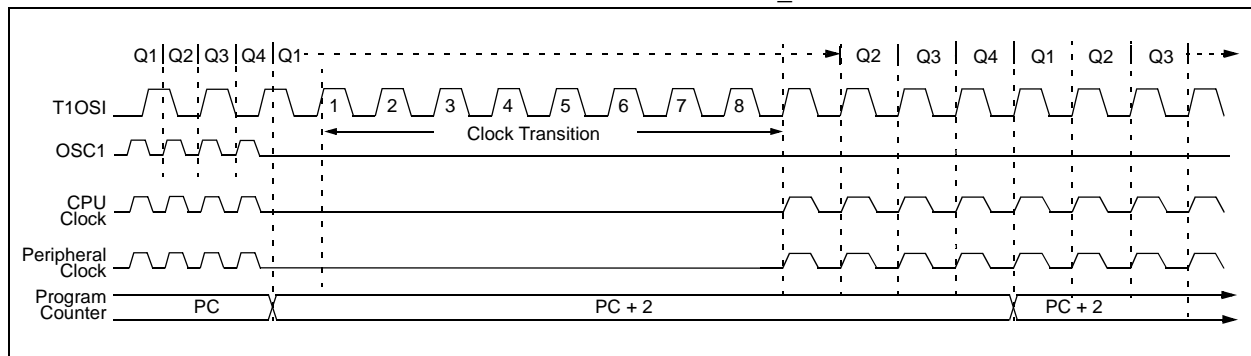 Q1 Q2 Q3 Q4 Q1 Q2 Q3 Q4 Q1 Q2 Q3
T1OSI 1 2 3 4 5 6 7 8
Clock Transition
OSC1
CPU
Clock
Peripheral
Clock
Program
Counter
PC PC + 2 PC + 2